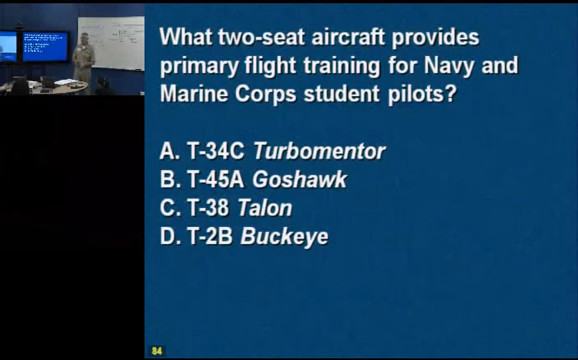 What two-seat aircraft provides
primary flight training for Navy and
Marine Corps student pilots?
A. T-34C Turbomentor
B. T-45A Goshawk
C. T-38 Talon
D. T-2B Buckeye
84